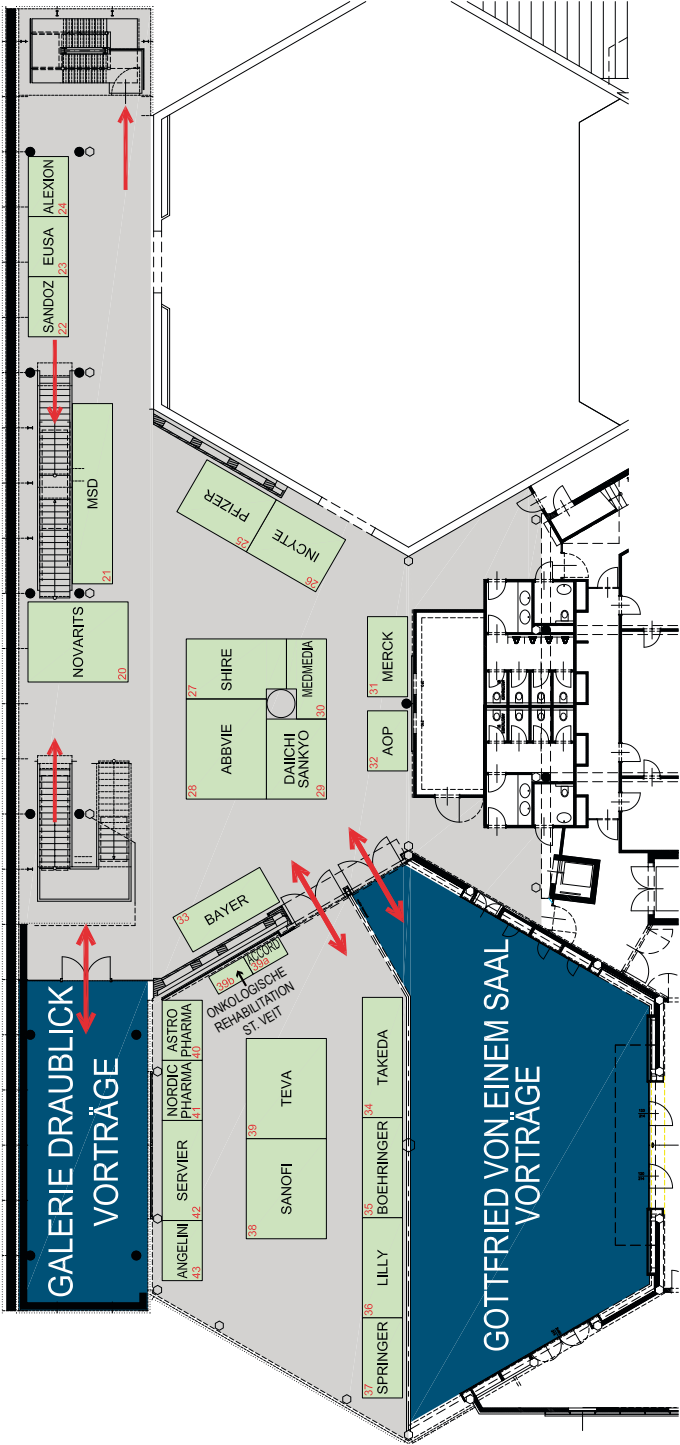 ALEXION
24
EUSA
23
SANDOZ
22
MSD
21
NOVARITS
20
PFIZER
25
INCYTE
26
SHIRE
27
ABBVIE
28
MEDMEDIA
30
DAIICHI
SANKYO
29
MERCK
31
AOP
32
BAYER
33
ACCORD
39a
39b
ONKOLOGISCHE
REHABILITATION
ST. VEIT
ASTRO
PHARMA
40
NORDIC
PHARMA
41
SERVIER
42
ANGELINI
43
TEVA
39
SANOFI
38
TAKEDA
34
BOEHRINGER
35
LILLY
36
SPRINGER
37
GALERIE DRAUBLICK
VORTRÄGE
GOTTFRIED VON EINEM SAAL
VORTRÄGE